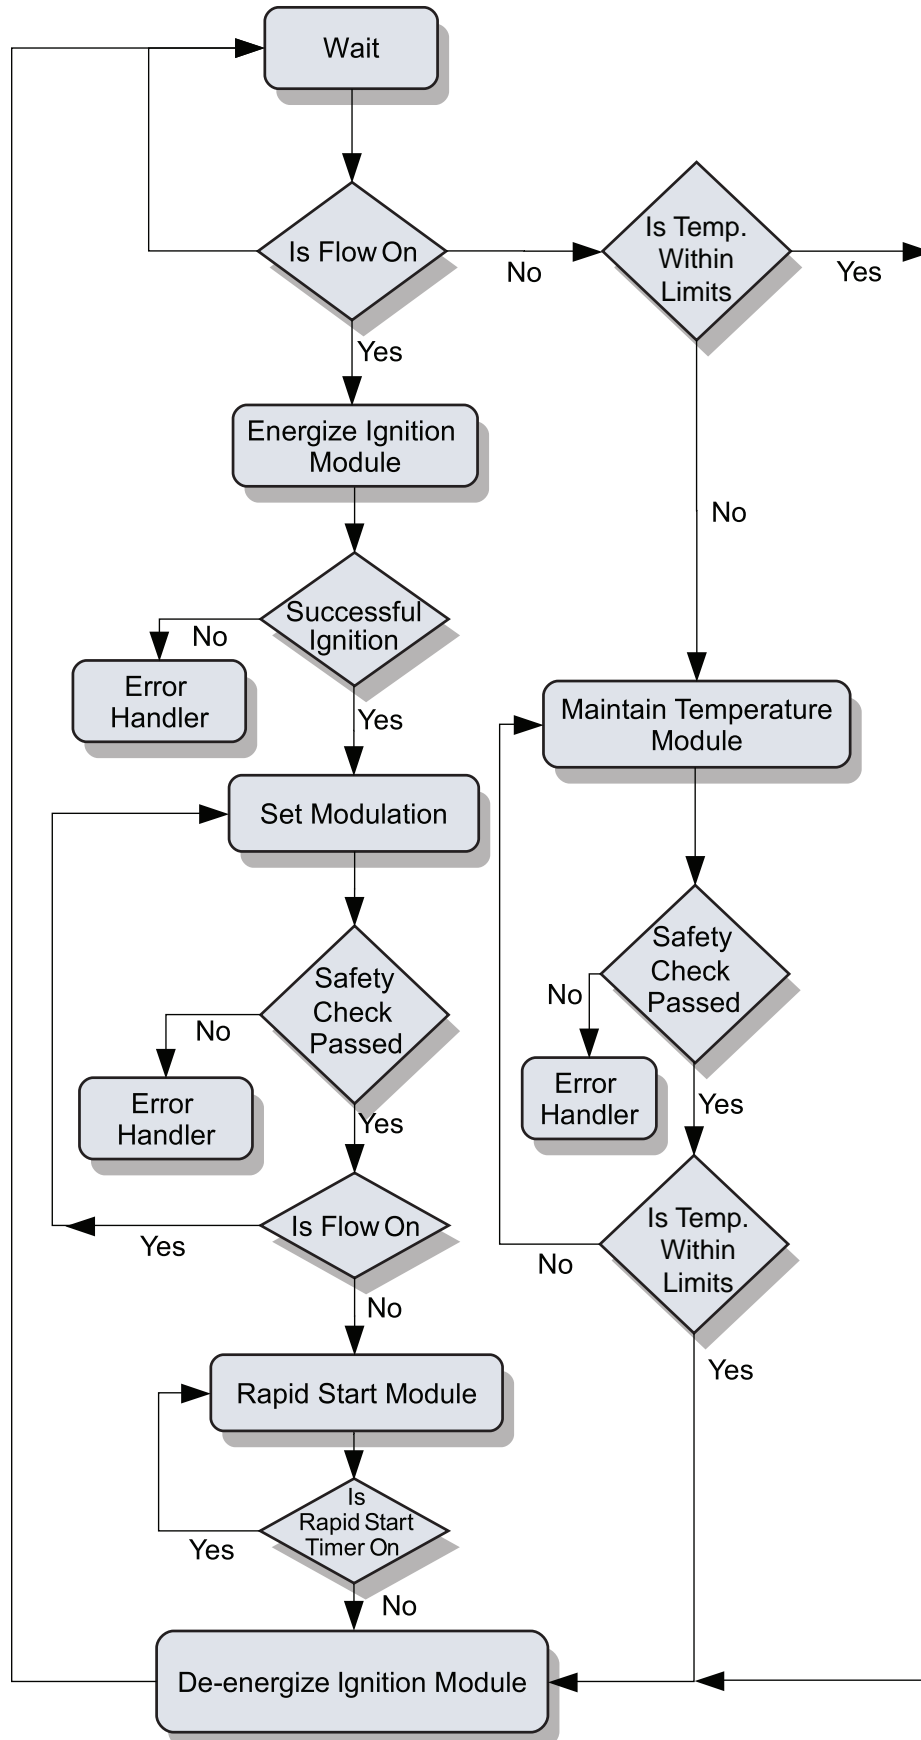 Wait
Is Flow On
No
Is Temp.
Within
Limits
Yes
Yes
Energize Ignition
Module
No
Successful
Ignition
No
Error
Handler
Yes
Maintain Temperature
Module
Set Modulation
Safety
Check
Passed
No
Error
Handler
Yes
Safety
Check
Passed
No
Error
Handler
Yes
Is Flow On
Yes
No
Is Temp.
Within
Limits
No
Yes
Rapid Start Module
Is
Rapid Start
Timer On
Yes
No
De-energize Ignition Module